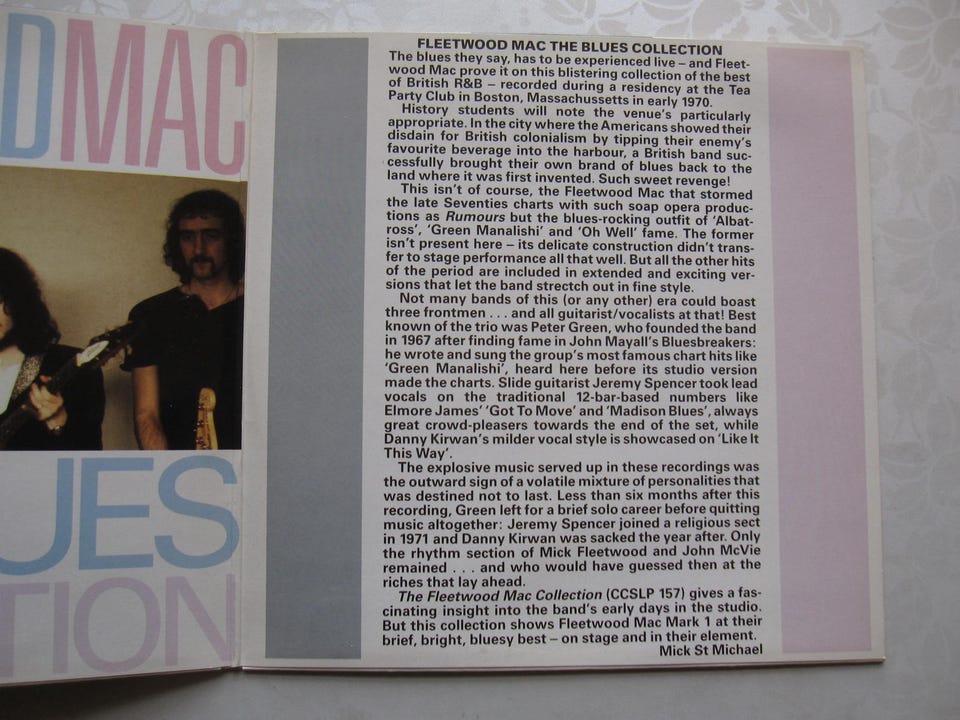 DMAC
UES
TION
FLEETWOOD MAC THE BLUES COLLECTION
The blues they say, has to be experienced live – and Fleet-
wood Mac prove it on this blistering collection of the best
of British R&B – recorded during a residency at the Tea
Party Club in Boston, Massachussetts in early 1970.
History students will note the venue's particularly
appropriate. In the city where the Americans showed their
disdain for British colonialism by tipping their enemy's
favourite beverage into the harbour, a British band suc-
cessfully brought their own brand of blues back to the
land where it was first invented. Such sweet revenge!
This isn't of course, the Fleetwood Mac that stormed
the late Seventies charts with such soap opera produc-
tions as Rumours but the blues-rocking outfit of 'Albat-
ross', 'Green Manalishi' and 'Oh Well' fame. The former
isn't present here – its delicate construction didn't trans-
fer to stage performance all that well. But all the other hits
of the period are included in extended and exciting ver-
sions that let the band stretctch out in fine style.
Not many bands of this (or any other) era could boast
three frontmen . . . and all guitarist/vocalists at that! Best
known of the trio was Peter Green, who founded the band
in 1967 after finding fame in John Mayall's Bluesbreakers:
he wrote and sung the group's most famous chart hits like
'Green Manalishi', heard here before its studio version
made the charts. Slide guitarist Jeremy Spencer took lead
vocals on the traditional 12-bar-based numbers like
Elmore James' 'Got To Move' and 'Madison Blues', always
great crowd-pleasers towards the end of the set, while
Danny Kirwan's milder vocal style is showcased on 'Like It
This Way'.
The explosive music served up in these recordings was
the outward sign of a volatile mixture of personalities that
was destined not to last. Less than six months after this
recording, Green left for a brief solo career before quitting
music altogether: Jeremy Spencer joined a religious sect
in 1971 and Danny Kirwan was sacked the year after. Only
the rhythm section of Mick Fleetwood and John McVie
remained . . . and who would have guessed then at the
riches that lay ahead.
The Fleetwood Mac Collection (CCSLP 157) gives a fas-
cinating insight into the band's early days in the studio.
But this collection shows Fleetwood Mac Mark 1 at their
brief, bright, bluesy best – on stage and in their element.
Mick St Michael